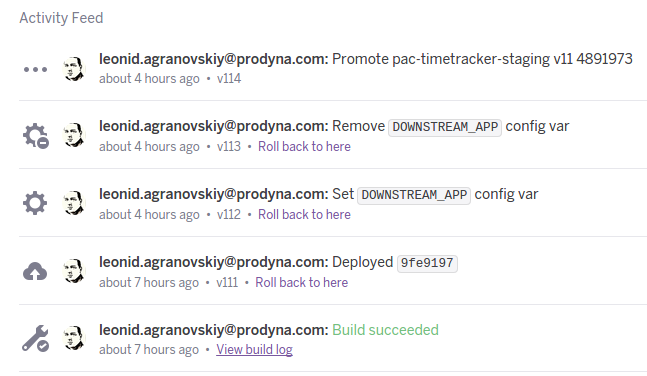 Activity Feed
leonid.agranovskiy@prodyna.com: Promote pac-timetracker-staging v11 4891973
about 4 hours ago • v114
leonid.agranovskiy@prodyna.com: Remove DOWNSTREAM_APP config var
about 4 hours ago • v113 • Roll back to here
leonid.agranovskiy@prodyna.com: Set DOWNSTREAM_APP config var
about 4 hours ago • v112 • Roll back to here
leonid.agranovskiy@prodyna.com: Deployed 9fe9197
about 7 hours ago • v111 • Roll back to here
leonid.agranovskiy@prodyna.com: Build succeeded
about 7 hours ago • View build log